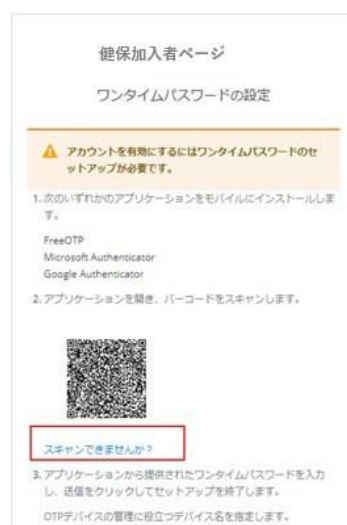 健保加入者ページ
ワンタイムパスワードの設定
アカウントを有効にするにはワンタイムパスワードのセ
ットアップが必要です。
1. 次のいずれかのアプリケーションをモバイルにインストールしま
す。
FreeOTP
Microsoft Authenticator
Google Authenticator
2. アプリケーションを開き、バーコードをスキャンします。
スキャンできませんか?
3. アプリケーションから提供されたワンタイムパスワードを入力
し、送信をクリックしてセットアップを終了します。
OTPデバイスの管理に役立つデバイス名を指定します。